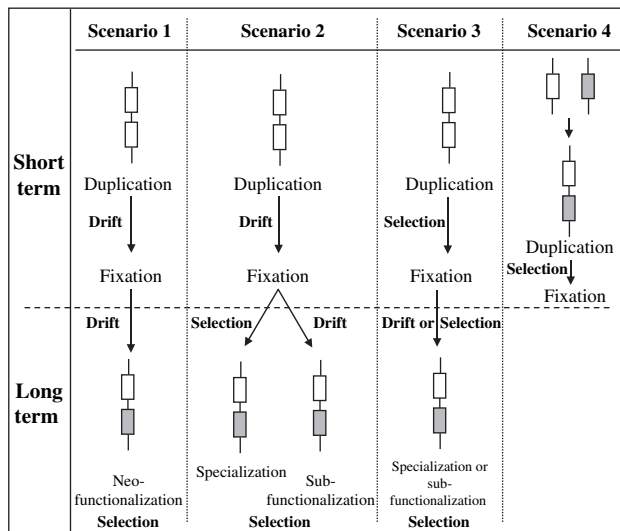 Scenario 1 Scenario 2 Scenario 3 Scenario 4
Short
term
Duplication Duplication Duplication
Drift Drift Selection
Fixation Fixation Fixation
Duplication
Selection
Fixation
Drift Selection Drift Drift or Selection
Long
term
Neo-
functionalization
Selection
Specialization Sub-
functionalization
Selection
Specialization or
sub-
functionalization
Selection